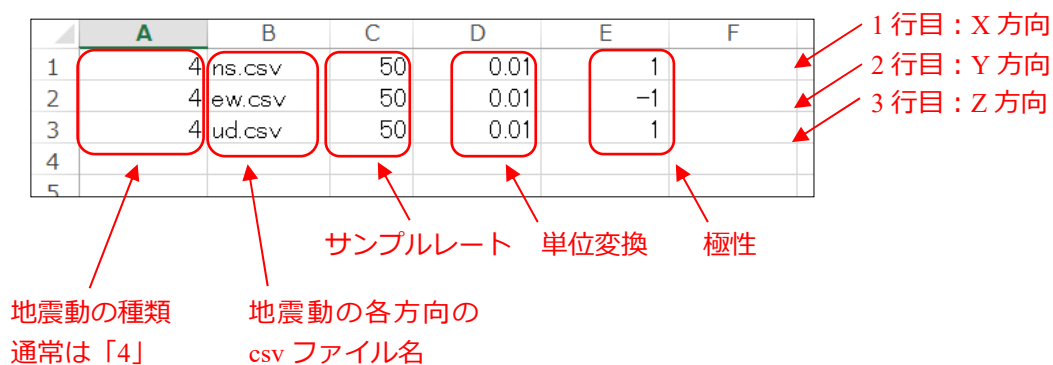 A B C D E F
1 4 ns.csv 50 0.01 1
2 4 ew.csv 50 0.01 −1
3 4 ud.csv 50 0.01 1
4
5
1 行目：X 方向
2 行目：Y 方向
3 行目：Z 方向
サンプルレート
単位変換
極性
地震動の種類
通常は「4」
地震動の各方向の
csv ファイル名